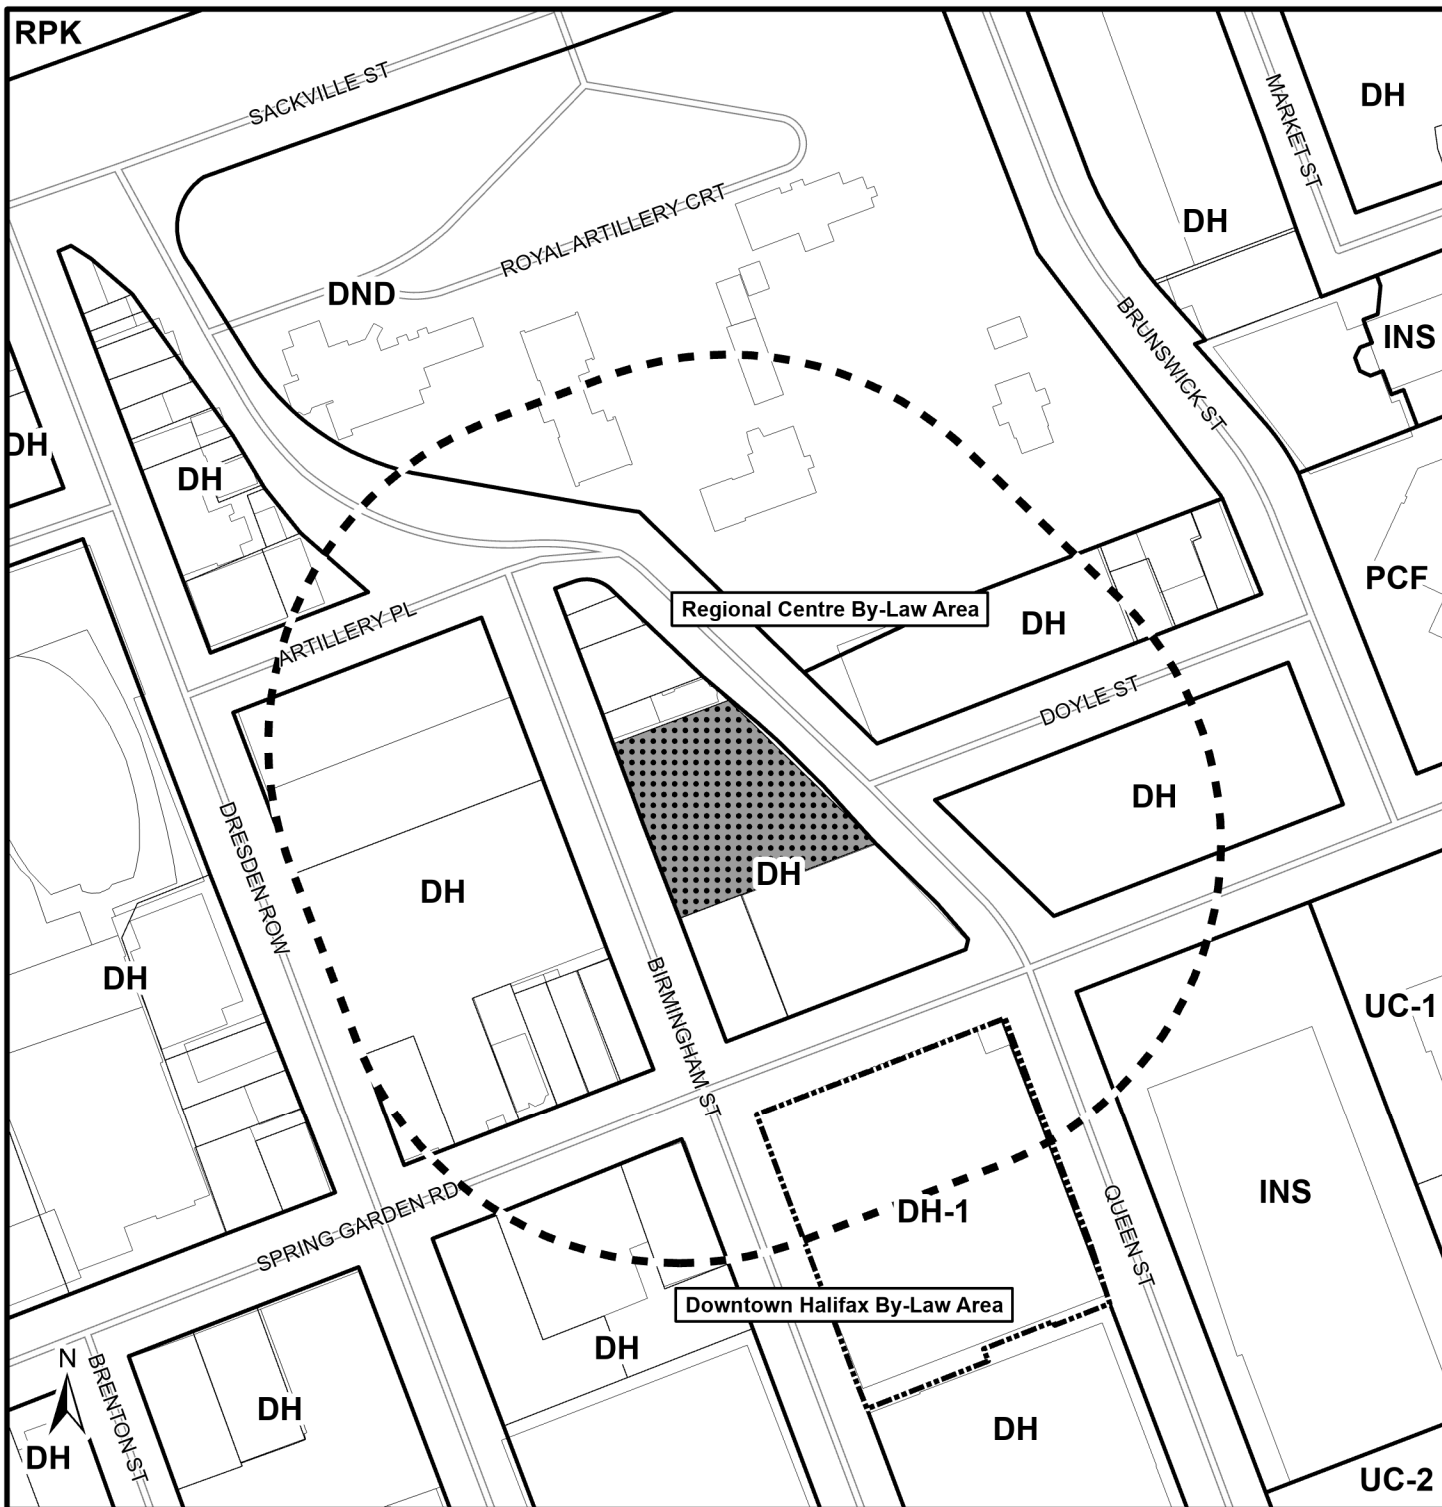 RPK
SACKVILLE ST
MARKET ST
DH
DH
ROYAL ARTILLERY CRT
DND
BRUNSWICK ST
INS
DH
DH
PCF
Regional Centre By-Law Area
DH
ARTILLERY PL
DOYLE ST
DH
DRESDEN ROW
DH
DH
DH
BIRMINGHAM ST
UC-1
SPRING GARDEN RD
DH-1
QUEEN ST
INS
Downtown Halifax By-Law Area
DH
N
BRENTON ST
DH
DH
DH
UC-2